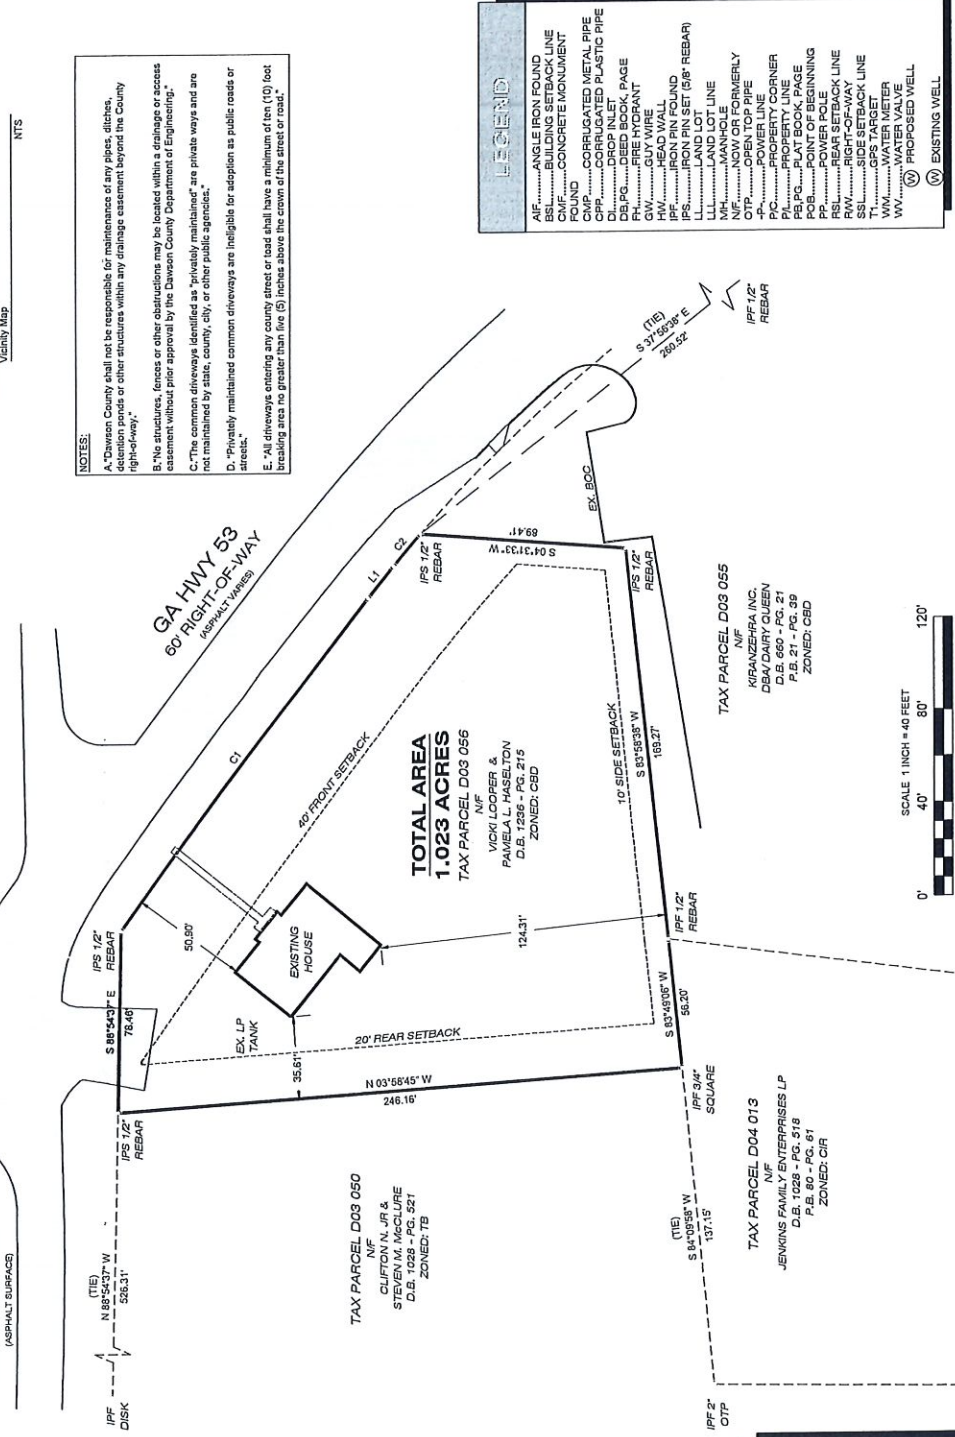 (ASPHALT SURFACE)
Vicinity Map
NTS
NOTES:
A."Dawson County shall not be responsible for maintenance of any pipes, ditches,
detention ponds or other structures within any drainage easement beyond the County
right-of-way."
B."No structures, fences or other obstructions may be located within a drainage or access
easement without prior approval by the Dawson County Department of Engineering."
C."The common driveways identified as "privately maintained" are private ways and are
not maintained by state, county, city, or other public agencies."
D. "Privately maintained common driveways are ineligible for adoption as public roads or
streets."
E. "All driveways entering any county street or toad shall have a minimum of ten (10) foot
breaking area no greater than five (5) inches above the crown of the street or road."
LEGEND
AIF.........ANGLE IRON FOUND
BSL.......BUILDING SETBACK LINE
CMF......CONCRETE MONUMENT
FOUND
CMP......CORRUGATED METAL PIPE
CPP......CORRUGATED PLASTIC PIPE
DI..........DROP INLET
DB,PG...DEED BOOK, PAGE
FH.........FIRE HYDRANT
GW........GUY WIRE
HW........HEAD WALL
IPF........IRON PIN FOUND
IPS........IRON PIN SET (5/8" REBAR)
LL..........LAND LOT
LLL........LAND LOT LINE
MH........MANHOLE
N/F........NOW OR FORMERLY
OTP......OPEN TOP PIPE
-P-.........POWER LINE
P/C........PROPERTY CORNER
P/L.........PROPERTY LINE
PB,PG...PLAT BOOK, PAGE
POB......POINT OF BEGINNING
PP.........POWER POLE
RSL.......REAR SETBACK LINE
R/W.......RIGHT-OF-WAY
SSL.......SIDE SETBACK LINE
T1..........GPS TARGET
WM.......WATER METER
WV........WATER VALVE
W PROPOSED WELL
W EXISTING WELL
GA HWY 53
60' RIGHT-OF-WAY
(ASPHALT VARIES)
IPF
DISK
(TIE)
N 88°54'37" W
526.31'
IPS 1/2"
REBAR
S 88°54'37" E
78.46'
IPS 1/2"
REBAR
C1
L1
C2
IPS 1/2"
REBAR
(TIE)
S 37°56'38" E
260.52'
IPF 1/2"
REBAR
50.90'
EX. LP
TANK
EXISTING
HOUSE
35.61'
40' FRONT SETBACK
S 04°31'33" W
69.41'
EX. BOC
20' REAR SETBACK
N 03°58'45" W
246.16'
124.31'
TOTAL AREA
1.023 ACRES
TAX PARCEL D03 056
N/F
VICKI LOOPER &
PAMELA L. HASELTON
D.B. 1236 - PG. 215
ZONED: CBD
10' SIDE SETBACK
S 83°58'38" W
169.27'
IPS 1/2"
REBAR
S 83°49'06" W
56.20'
IPF 1/2"
REBAR
IPF 3/4"
SQUARE
TAX PARCEL D03 050
N/F
CLIFTON N. JR &
STEVEN M. McCLURE
D.B. 1028 - PG. 521
ZONED: TB
(TIE)
S 84°09'58" W
137.15'
IPF 2"
OTP
TAX PARCEL D04 013
N/F
JENKINS FAMILY ENTERPRISES LP
D.B. 1028 - PG. 518
P.B. 80 - PG. 61
ZONED: CIR
TAX PARCEL D03 055
N/F
KIRANZEHRA INC.
DBA/ DAIRY QUEEN
D.B. 660 - PG. 21
P.B. 21 - PG. 39
ZONED: CBD
SCALE 1 INCH = 40 FEET
0' 40' 80' 120'